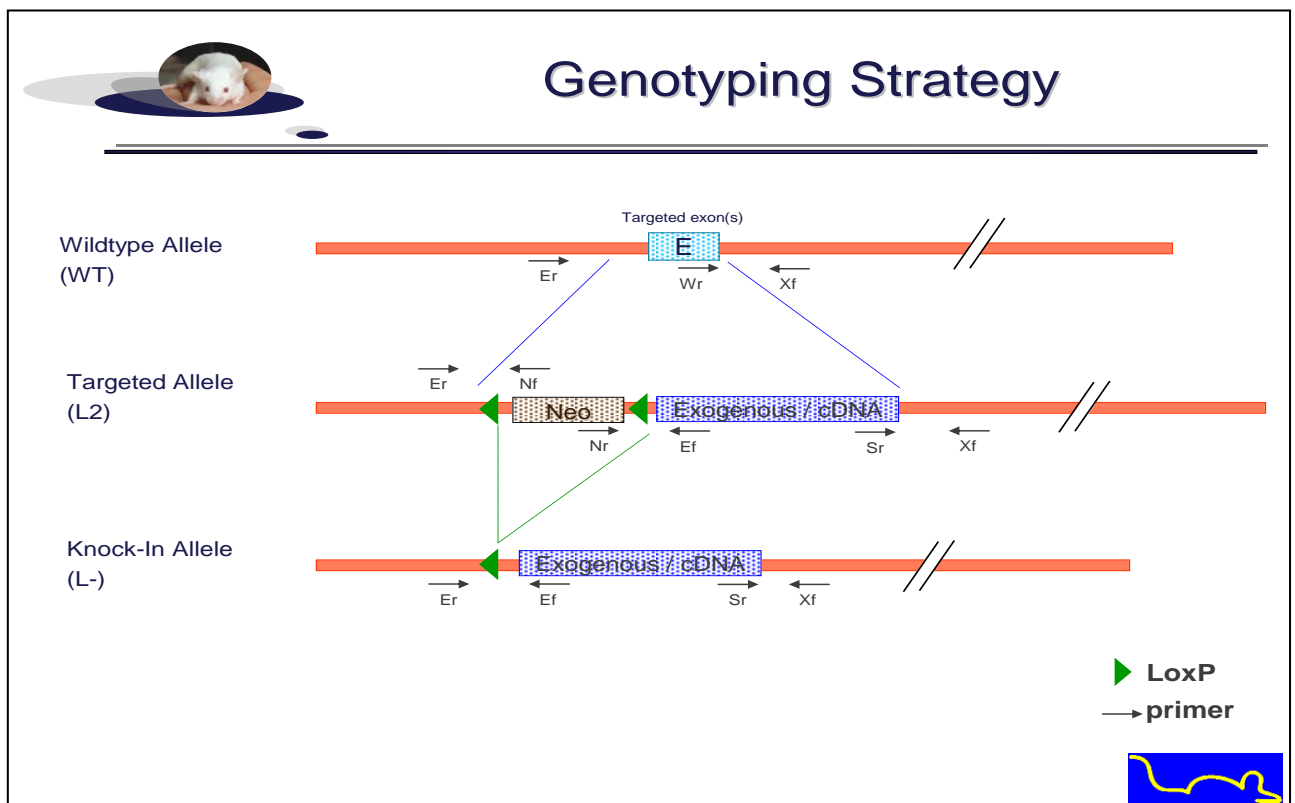 Genotyping Strategy
Targeted exon(s)
Wildtype Allele
(WT)
E
Er
Wr
Xf
Targeted Allele
(L2)
Er
Nf
Neo
Exogenous / cDNA
Nr
Ef
Sr
Xf
Knock-In Allele
(L-)
Exogenous / cDNA
Er
Ef
Sr
Xf
LoxP
primer